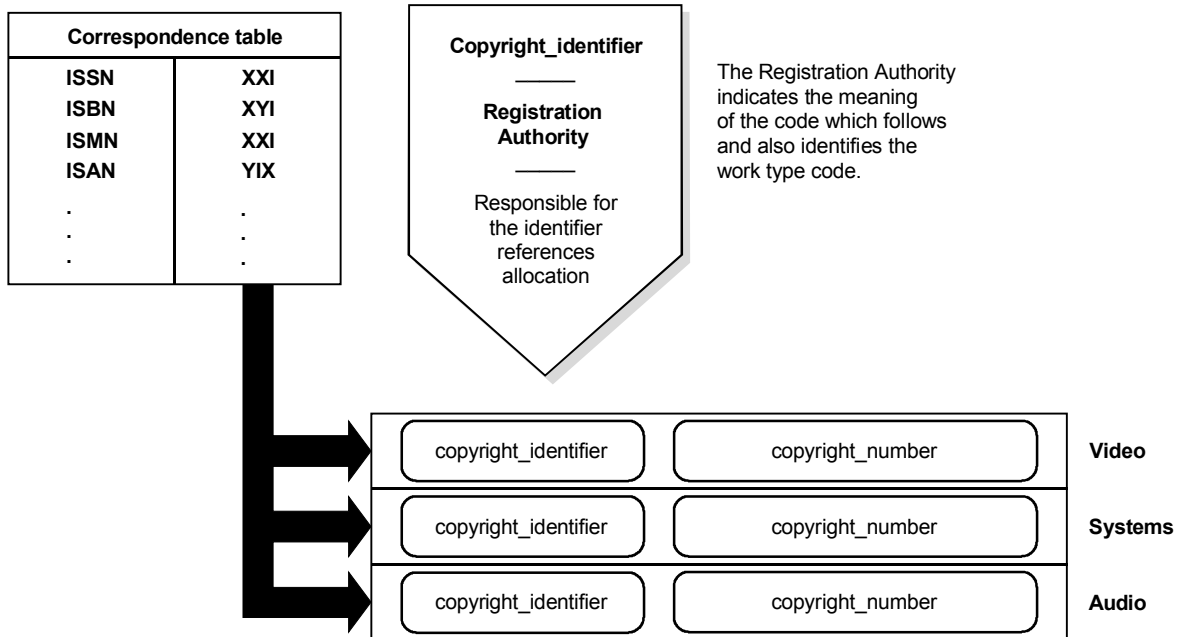 Correspondence table
ISSN XXI
ISBN XYI
ISMN XXI
ISAN YIX
. .
. .
. .
Copyright_identifier
Registration
Authority
Responsible for
the identifier
references
allocation
The Registration Authority
indicates the meaning
of the code which follows
and also identifies the
work type code.
copyright_identifier copyright_number Video
copyright_identifier copyright_number Systems
copyright_identifier copyright_number Audio